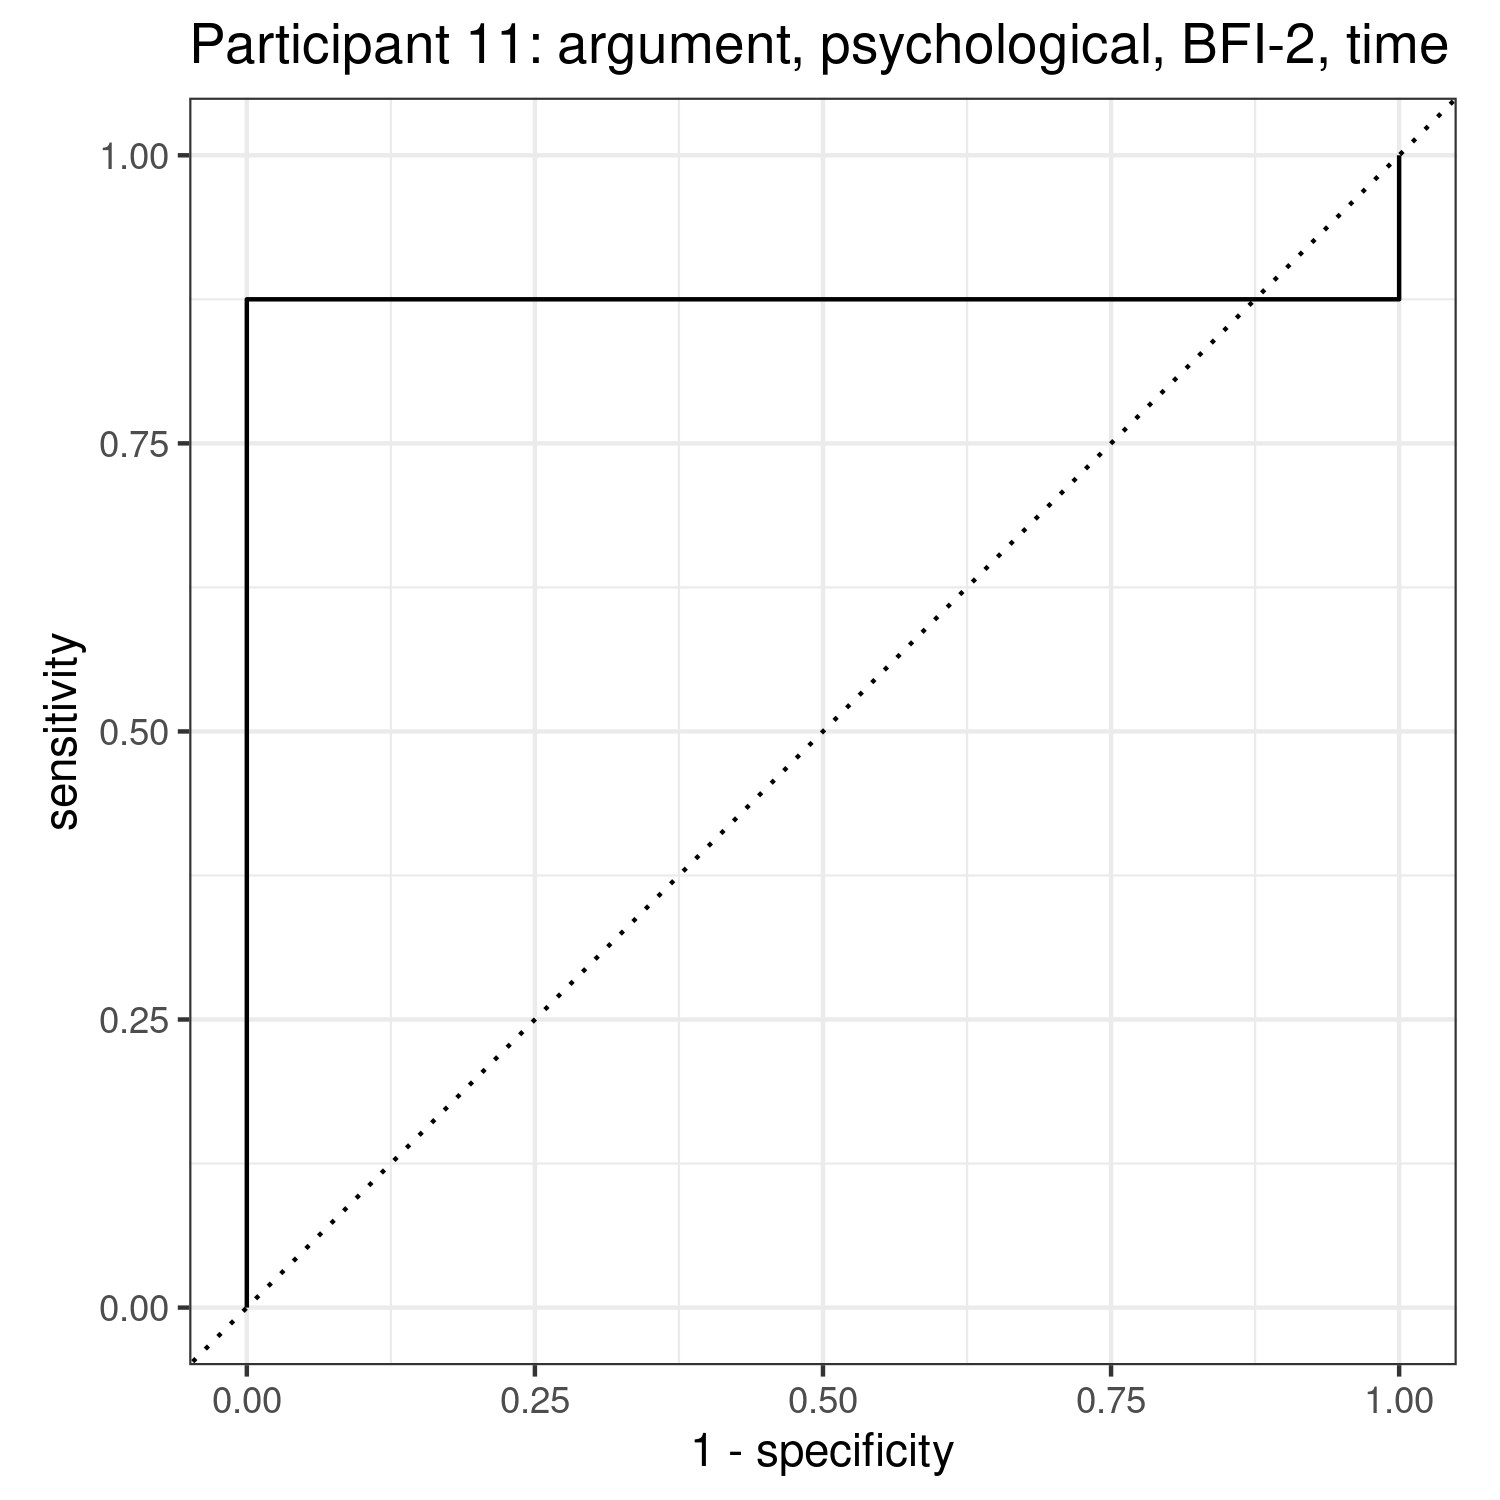 Participant 11: argument, psychological, BFI-2, time
1.00
0.75
0.50
0.25
0.00
sensitivity
0.00 0.25 0.50 0.75 1.00
1 - specificity